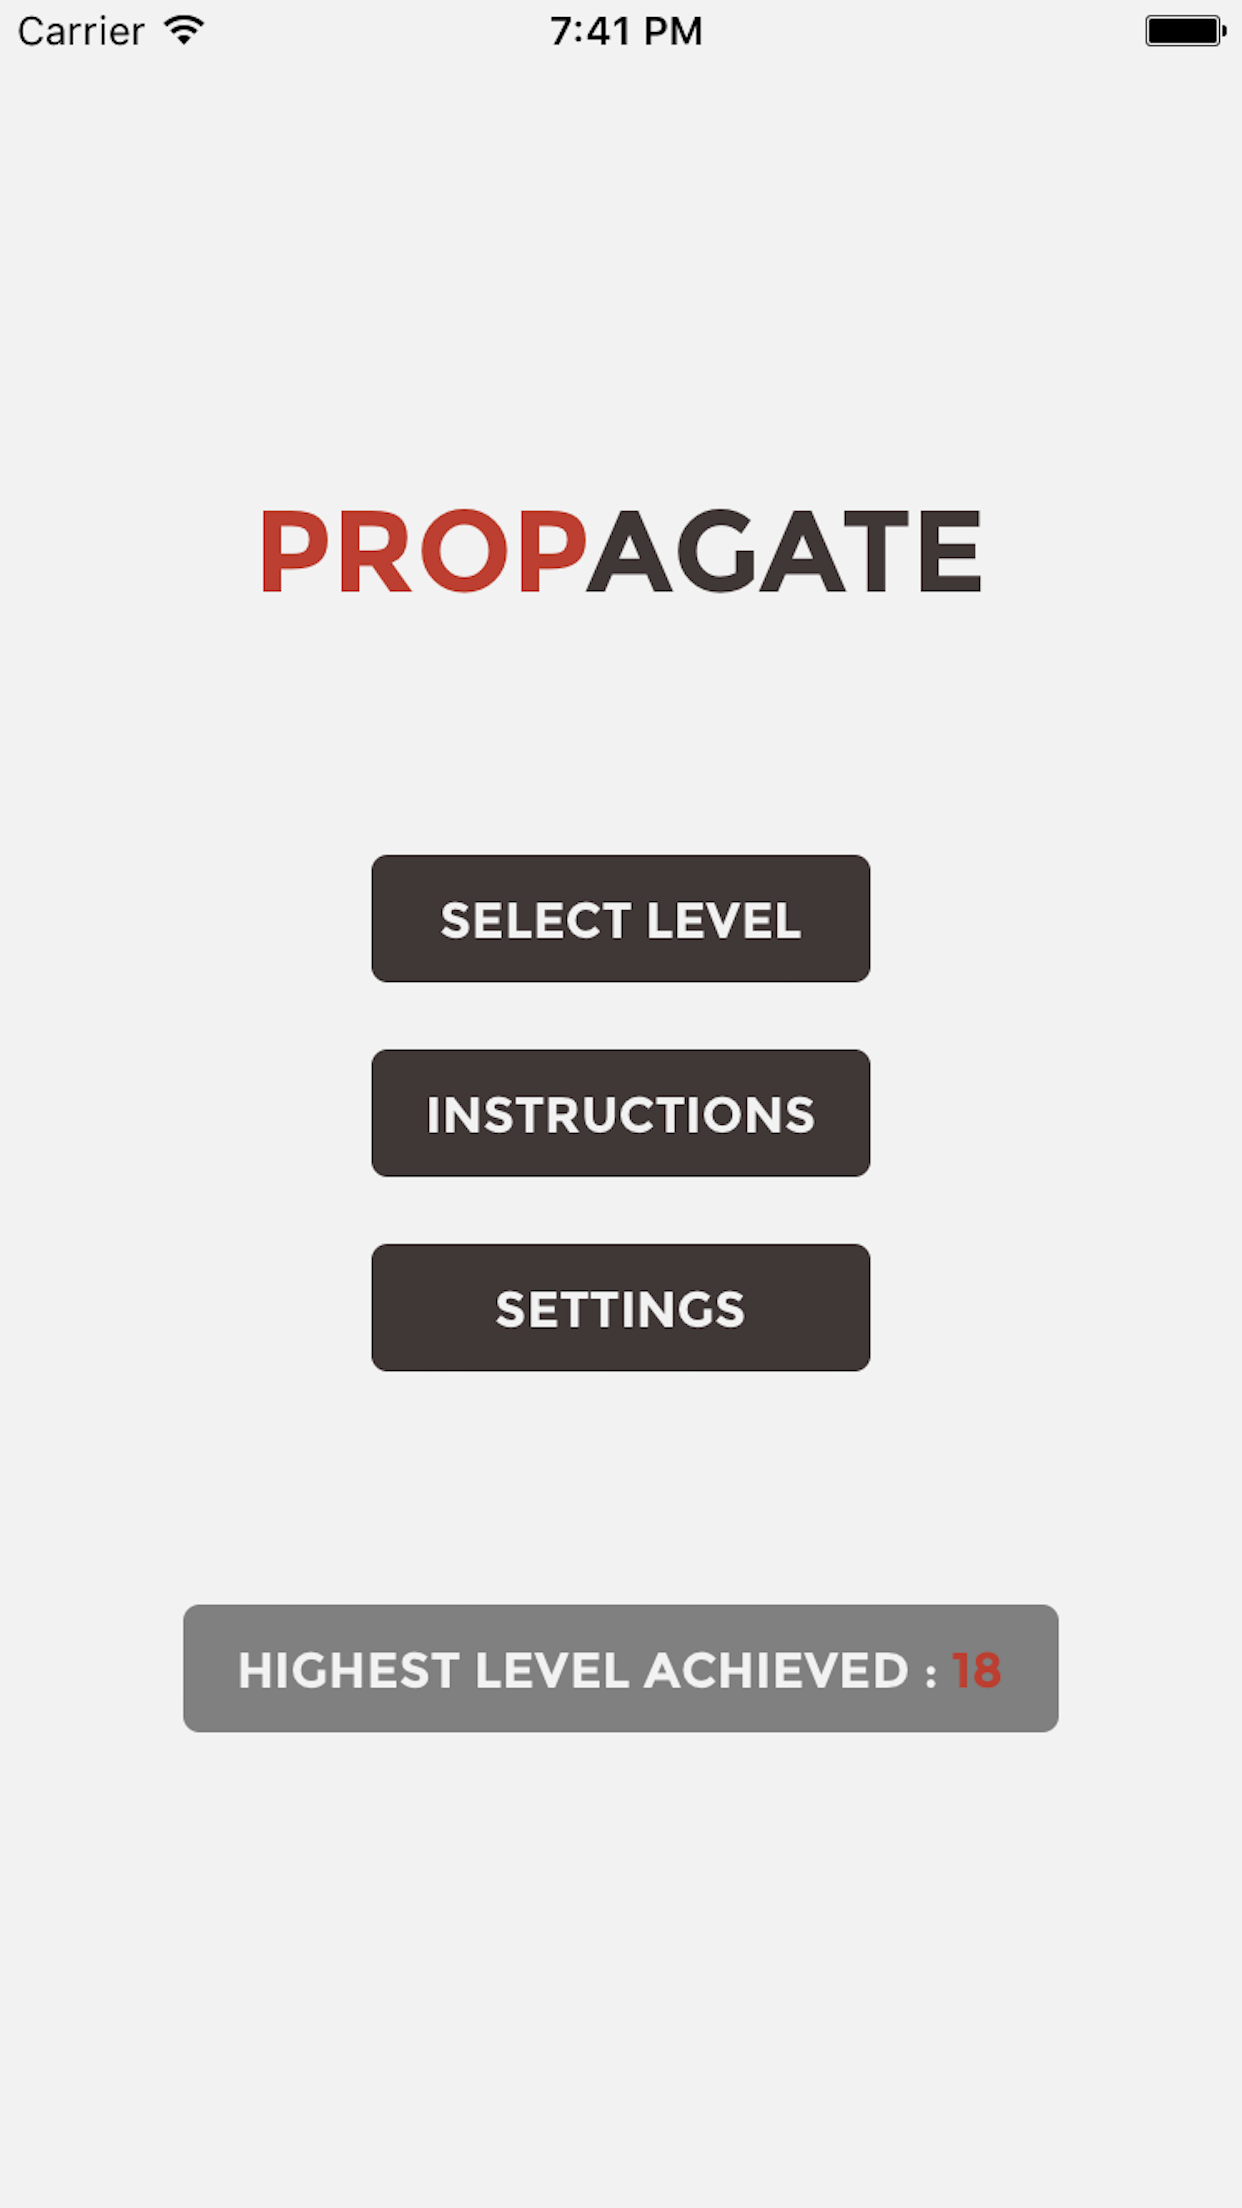 Carrier 7:41 PM
PROPAGATE
SELECT LEVEL
INSTRUCTIONS
SETTINGS
HIGHEST LEVEL ACHIEVED : 18